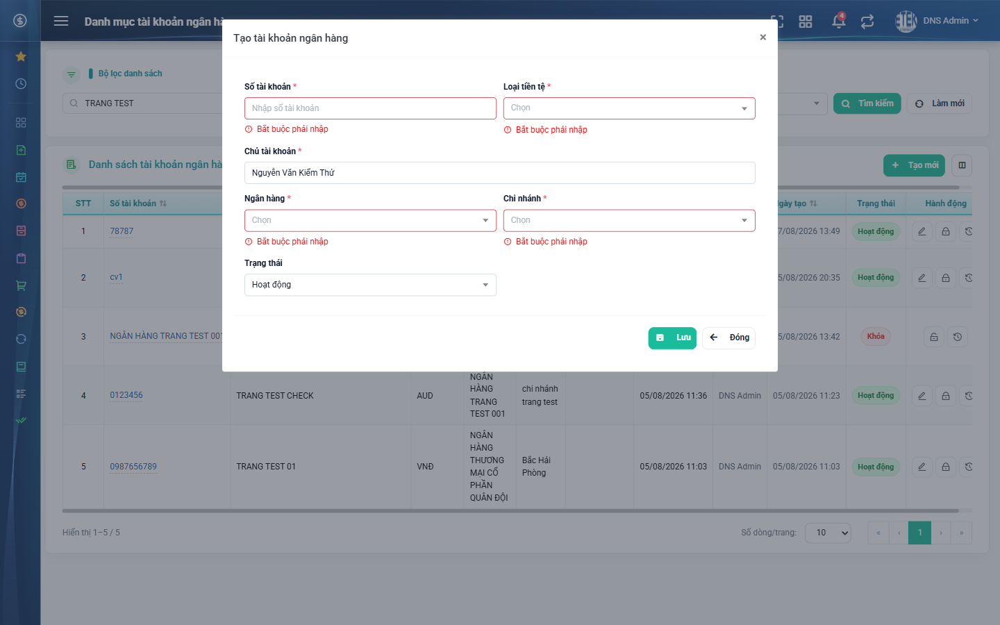 Danh mục tài khoản ngân hà
4
DNS Admin
Bộ lọc danh sách
TRANG TEST
Tìm kiếm
Làm mới
Danh sách tài khoản ngân hà
Tạo mới
Tạo tài khoản ngân hàng
×
Số tài khoản *
Loại tiền tệ *
Nhập số tài khoản
Chọn
Bắt buộc phải nhập
Bắt buộc phải nhập
Chủ tài khoản *
Nguyễn Văn Kiểm Thử
Ngân hàng *
Chi nhánh *
Chọn
Chọn
Bắt buộc phải nhập
Bắt buộc phải nhập
Trạng thái
Hoạt động
Lưu
Đóng
STT
Số tài khoản
gày tạo
Trạng thái
Hành động
1
78787
7/08/2026 13:49
Hoạt động
2
cv1
5/08/2026 20:35
Hoạt động
3
NGÂN HÀNG TRANG TEST 001
5/08/2026 13:42
Khóa
4
0123456
TRANG TEST CHECK
AUD
NGÂN
HÀNG
TRANG
TEST 001
chi nhánh
trang test
05/08/2026 11:36
DNS Admin
05/08/2026 11:23
Hoạt động
5
0987656789
TRANG TEST 01
VNĐ
NGÂN
HÀNG
THƯƠNG
MẠI CỔ
PHẦN
QUÂN ĐỘI
Bắc Hải
Phòng
05/08/2026 11:03
DNS Admin
05/08/2026 11:03
Hoạt động
Hiển thị 1–5 / 5
Số dòng/trang:
10
«
‹
1
›
»